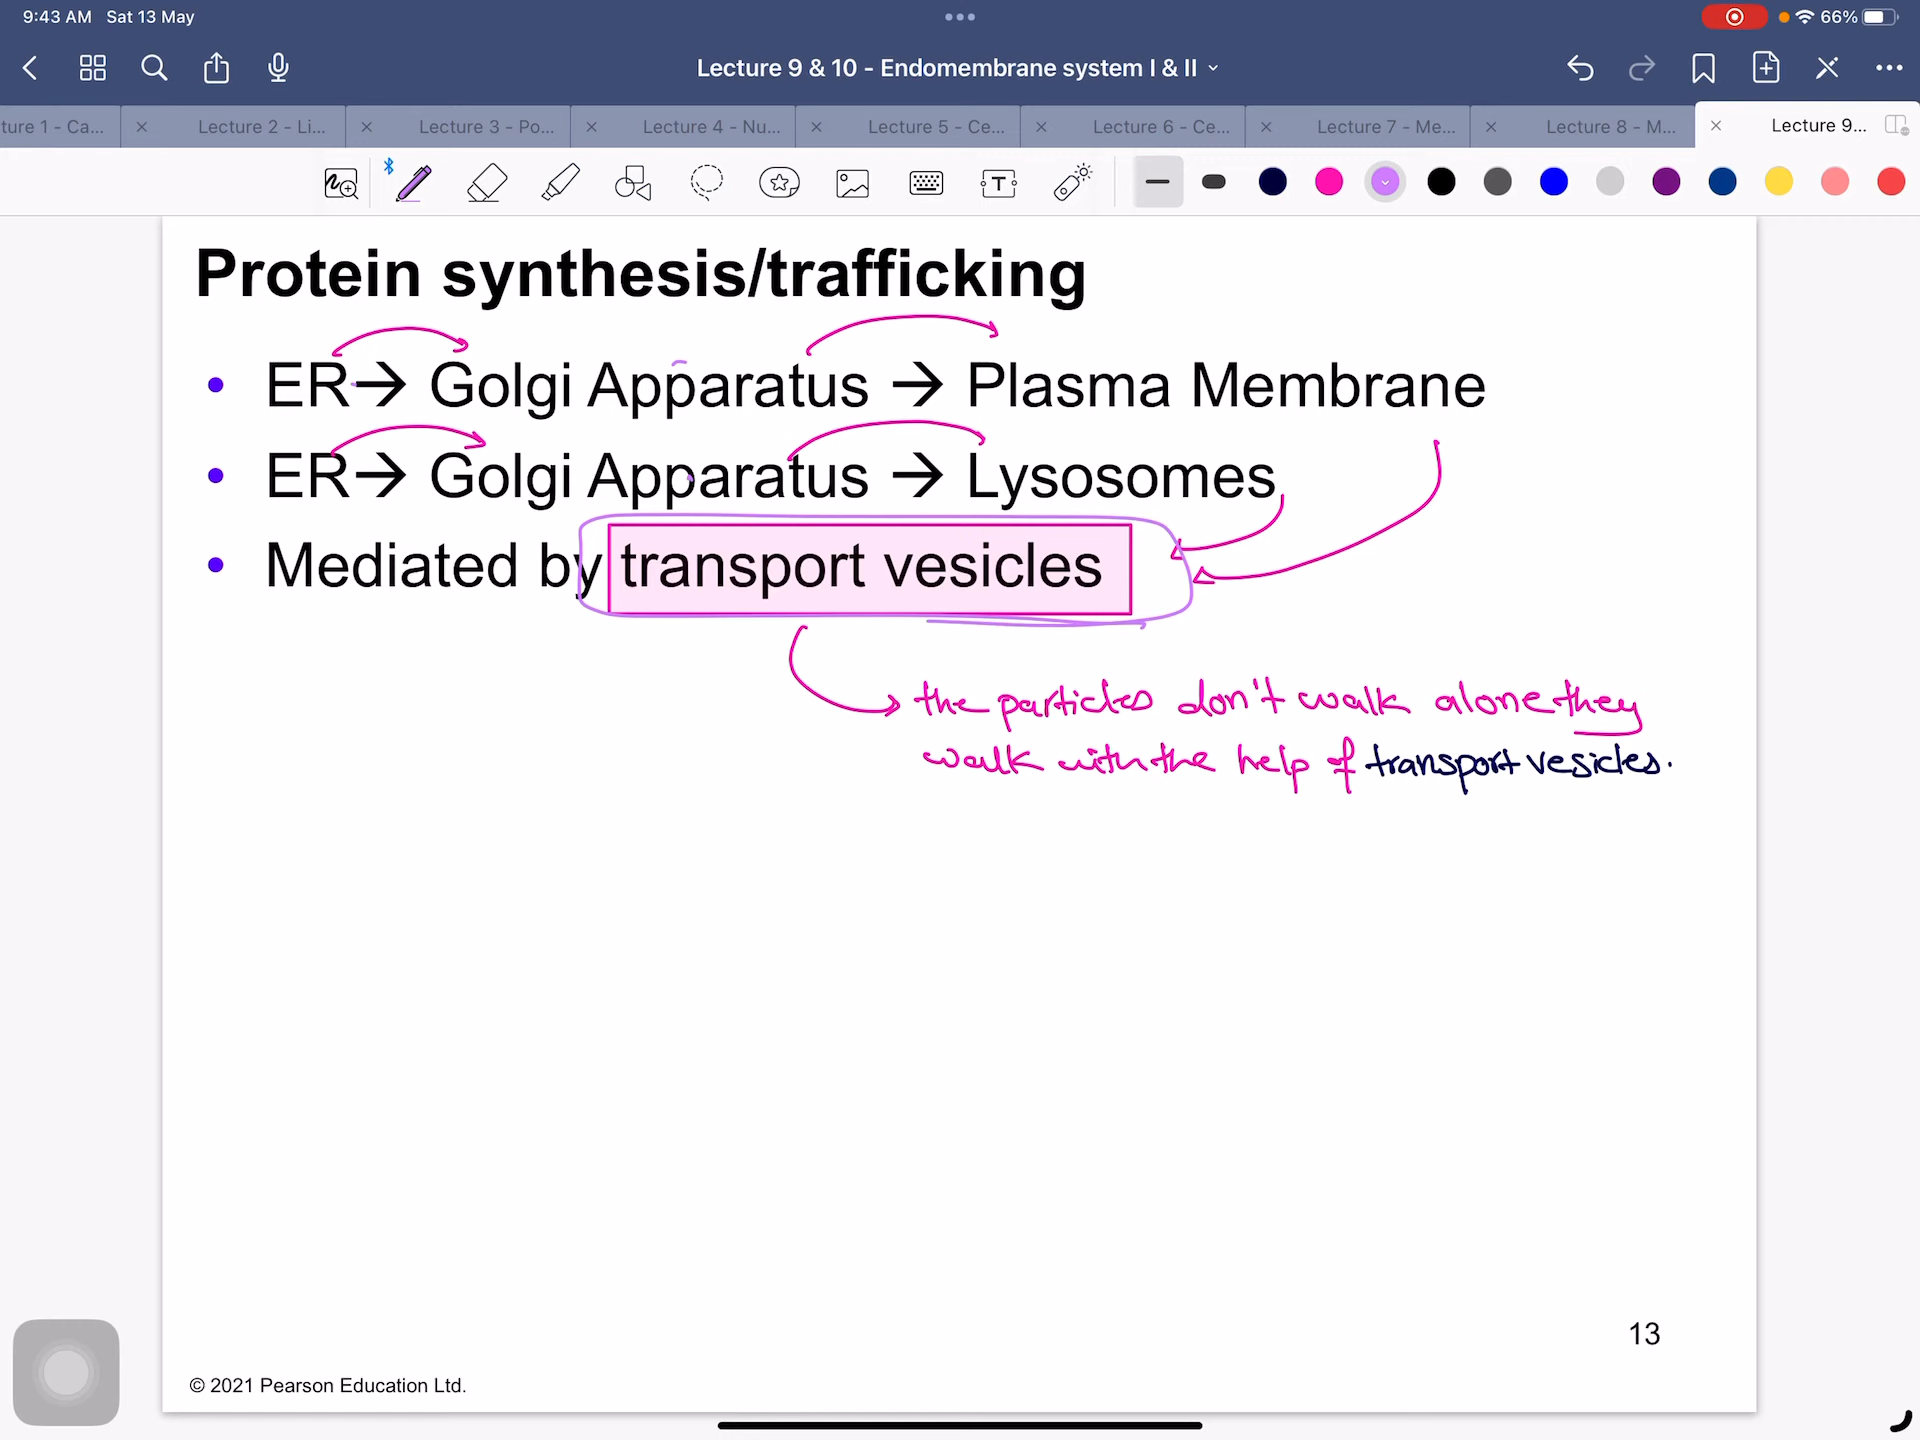 9:43 AM Sat 13 May
66%
Lecture 9 & 10 - Endomembrane system I & II
ture 1 - Ca... Lecture 2 - Li... Lecture 3 - Po... Lecture 4 - Nu... Lecture 5 - Ce... Lecture 6 - Ce... Lecture 7 - Me... Lecture 8 - M... Lecture 9...
Protein synthesis/trafficking
• ER→ Golgi Apparatus → Plasma Membrane
• ER→ Golgi Apparatus → Lysosomes
• Mediated by transport vesicles
the particles don't walk alone they
walk with the help of transport vesicles.
13
© 2021 Pearson Education Ltd.